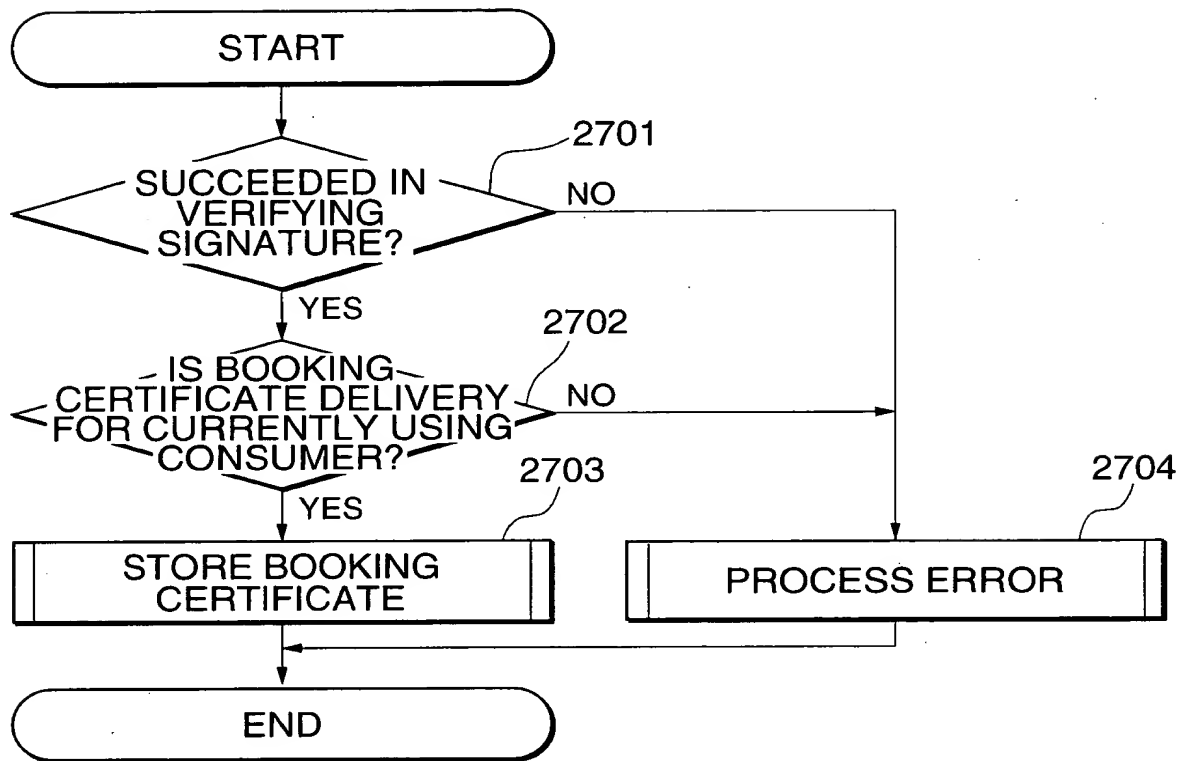 START
2701
SUCCEEDED IN
VERIFYING
SIGNATURE?
NO
YES
2702
IS BOOKING
CERTIFICATE DELIVERY
FOR CURRENTLY USING
CONSUMER?
NO
YES
2703
STORE BOOKING
CERTIFICATE
2704
PROCESS ERROR
END